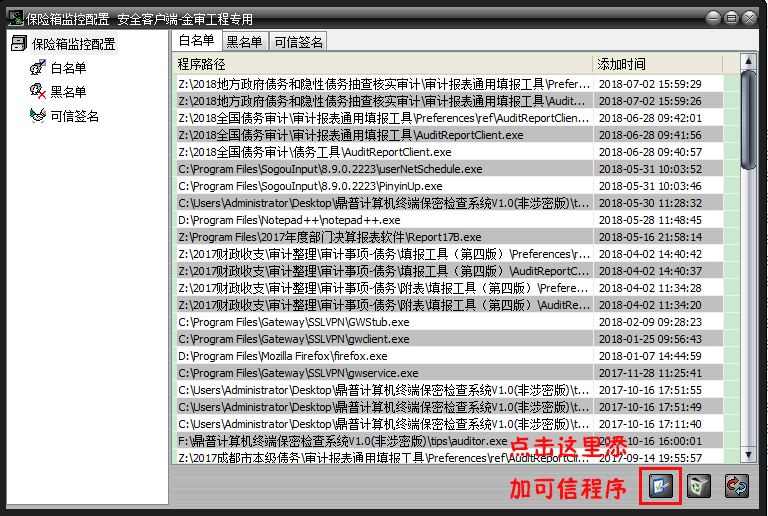 保险箱监控配置 安全客户端-金审工程专用
保险箱监控配置
白名单
黑名单
可信签名
白名单 黑名单 可信签名
程序路径 添加时间
Z:\2018地方政府债务和隐性债务抽查核实审计\审计报表通用填报工具\Prefer... 2018-07-02 15:59:29
Z:\2018地方政府债务和隐性债务抽查核实审计\审计报表通用填报工具\Audit... 2018-07-02 15:59:26
Z:\2018全国债务审计\审计报表通用填报工具\Preferences\ref\AuditReportClien... 2018-06-28 09:42:01
Z:\2018全国债务审计\审计报表通用填报工具\AuditReportClient.exe 2018-06-28 09:41:56
Z:\2018全国债务审计\债务工具\AuditReportClient.exe 2018-06-28 09:40:57
C:\Program Files\SogouInput\8.9.0.2223\userNetSchedule.exe 2018-05-31 10:03:52
C:\Program Files\SogouInput\8.9.0.2223\PinyinUp.exe 2018-05-31 10:03:46
C:\Users\Administrator\Desktop\鼎普计算机终端保密检查系统V1.0(非涉密版)\t... 2018-05-30 11:28:32
D:\Program Files\Notepad++\notepad++.exe 2018-05-28 11:48:45
Z:\Program Files\2017年度部门决算报表软件\Report17B.exe 2018-05-16 21:58:14
Z:\2017财政收支\审计整理\审计事项-债务\填报工具（第四版）\Preferences\r... 2018-04-02 14:40:42
Z:\2017财政收支\审计整理\审计事项-债务\填报工具（第四版）\AuditReportC... 2018-04-02 14:40:37
Z:\2017财政收支\审计整理\审计事项-债务\附表\填报工具（第四版）\Prefere... 2018-04-02 11:34:28
Z:\2017财政收支\审计整理\审计事项-债务\附表\填报工具（第四版）\AuditRe... 2018-04-02 11:34:20
C:\Program Files\Gateway\SSLVPN\GWStub.exe 2018-02-09 09:28:23
C:\Program Files\Gateway\SSLVPN\gwclient.exe 2018-01-25 09:56:43
D:\Program Files\Mozilla Firefox\firefox.exe 2018-01-07 14:44:59
C:\Program Files\Gateway\SSLVPN\gwservice.exe 2017-11-28 11:25:41
C:\Users\Administrator\Desktop\鼎普计算机终端保密检查系统V1.0(非涉密版)\t... 2017-10-16 17:51:55
C:\Users\Administrator\Desktop\鼎普计算机终端保密检查系统V1.0(非涉密版)\t... 2017-10-16 17:51:49
C:\Users\Administrator\Desktop\鼎普计算机终端保密检查系统V1.0(非涉密版)\t... 2017-10-16 17:11:40
F:\鼎普计算机终端保密检查系统V1.0(非涉密版)\tips\auditor.exe 2017-10-16 16:00:01
Z:\2017成都市本级债务\审计报表通用填报工具\Preferences\ref\AuditReportCl... 2017-09-14 19:55:57
点击这里添
加可信程序